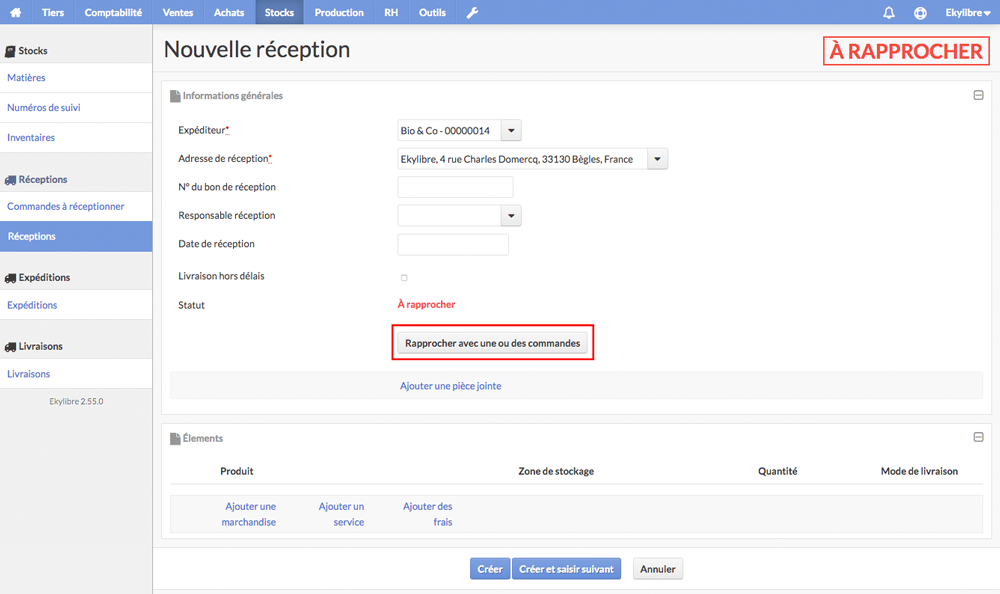 Tiers Comptabilité Ventes Achats Stocks Production RH Outils Ekylibre
Stocks
Matières
Numéros de suivi
Inventaires
Réceptions
Commandes à réceptionner
Réceptions
Expéditions
Expéditions
Livraisons
Livraisons
Ekylibre 2.55.0
Nouvelle réception
À RAPPROCHER
Informations générales
Expéditeur* Bio & Co - 00000014
Adresse de réception* Ekylibre, 4 rue Charles Domercq, 33130 Bègles, France
N° du bon de réception
Responsable réception
Date de réception
Livraison hors délais
Statut À rapprocher
Rapprocher avec une ou des commandes
Ajouter une pièce jointe
Élements
Produit Zone de stockage Quantité Mode de livraison
Ajouter une marchandise
Ajouter un service
Ajouter des frais
Créer Créer et saisir suivant Annuler